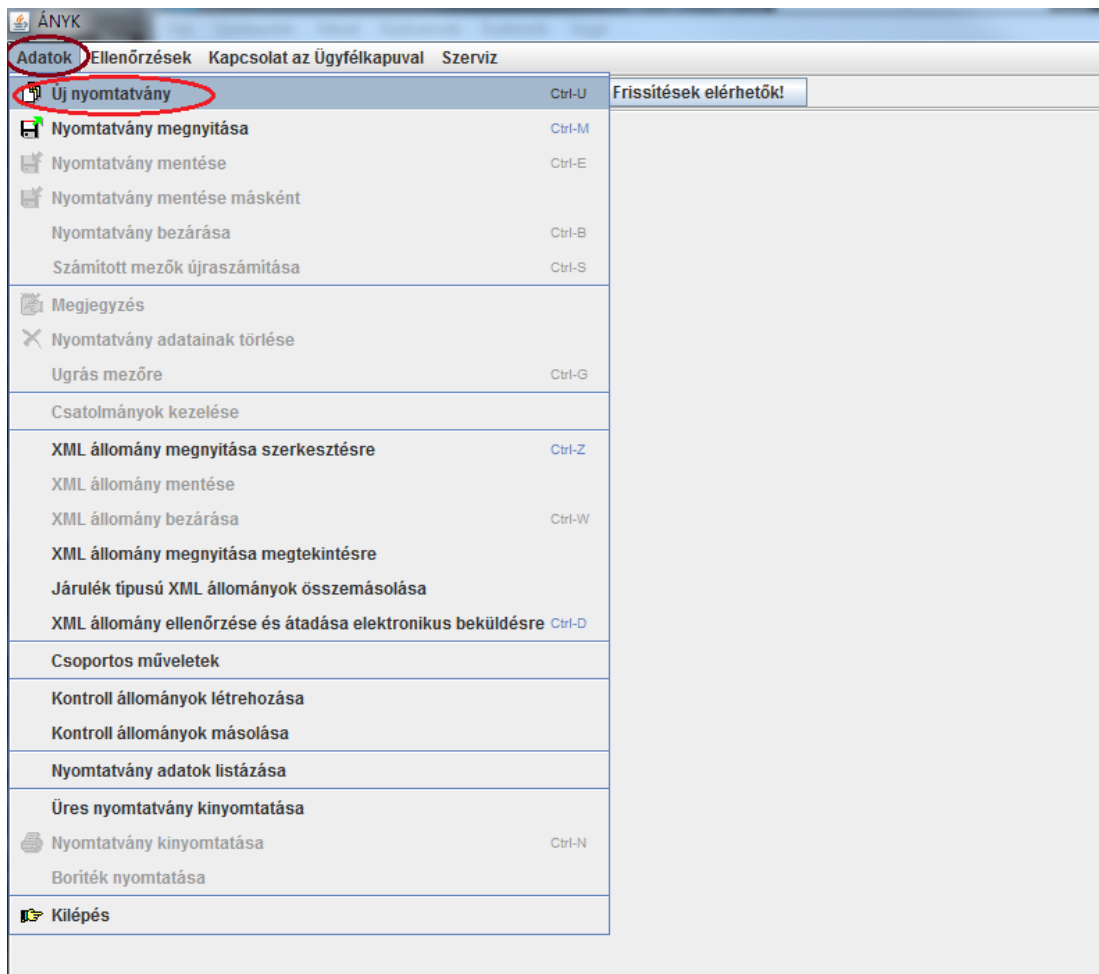 ÁNYK
Adatok Ellenőrzések Kapcsolat az Ügyfélkapuval Szerviz
Új nyomtatvány Ctrl-U Frissítések elérhetők!
Nyomtatvány megnyitása Ctrl-M
Nyomtatvány mentése Ctrl-E
Nyomtatvány mentése másként
Nyomtatvány bezárása Ctrl-B
Számított mezők újraszámítása Ctrl-S
Megjegyzés
Nyomtatvány adatainak törlése
Ugrás mezőre Ctrl-G
Csatolmányok kezelése
XML állomány megnyitása szerkesztésre Ctrl-Z
XML állomány mentése
XML állomány bezárása Ctrl-W
XML állomány megnyitása megtekintésre
Járulék típusú XML állományok összemásolása
XML állomány ellenőrzése és átadása elektronikus beküldésre Ctrl-D
Csoportos műveletek
Kontroll állományok létrehozása
Kontroll állományok másolása
Nyomtatvány adatok listázása
Üres nyomtatvány kinyomtatása
Nyomtatvány kinyomtatása Ctrl-N
Boríték nyomtatása
Kilépés